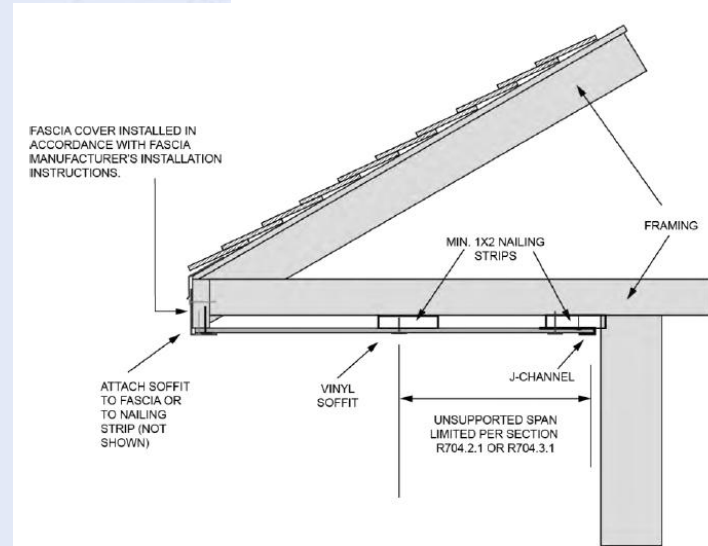 FASCIA COVER INSTALLED IN
ACCORDANCE WITH FASCIA
MANUFACTURER'S INSTALLATION
INSTRUCTIONS.
MIN. 1X2 NAILING
STRIPS
FRAMING
ATTACH SOFFIT
TO FASCIA OR
TO NAILING
STRIP (NOT
SHOWN)
VINYL
SOFFIT
J-CHANNEL
UNSUPPORTED SPAN
LIMITED PER SECTION
R704.2.1 OR R704.3.1